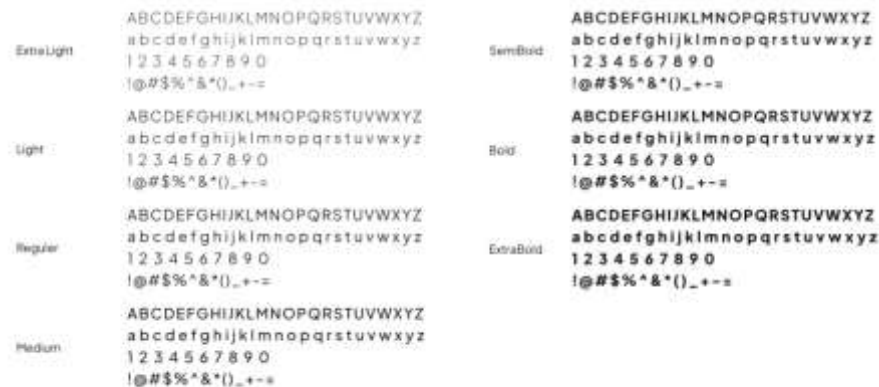 ExtraLight
ABCDEFGHIJKLMNOPQRSTUVWXYZ
abcdefghijklmnopqrstuvwxyz
1234567890
!@#$%^&*()_+-=
Light
ABCDEFGHIJKLMNOPQRSTUVWXYZ
abcdefghijklmnopqrstuvwxyz
1234567890
!@#$%^&*()_+-=
Reguler
ABCDEFGHIJKLMNOPQRSTUVWXYZ
abcdefghijklmnopqrstuvwxyz
1234567890
!@#$%^&*()_+-=
Medium
ABCDEFGHIJKLMNOPQRSTUVWXYZ
abcdefghijklmnopqrstuvwxyz
1234567890
!@#$%^&*()_+-=
SemiBold
ABCDEFGHIJKLMNOPQRSTUVWXYZ
abcdefghijklmnopqrstuvwxyz
1234567890
!@#$%^&*()_+-=
Bold
ABCDEFGHIJKLMNOPQRSTUVWXYZ
abcdefghijklmnopqrstuvwxyz
1234567890
!@#$%^&*()_+-=
ExtraBold
ABCDEFGHIJKLMNOPQRSTUVWXYZ
abcdefghijklmnopqrstuvwxyz
1234567890
!@#$%^&*()_+-=